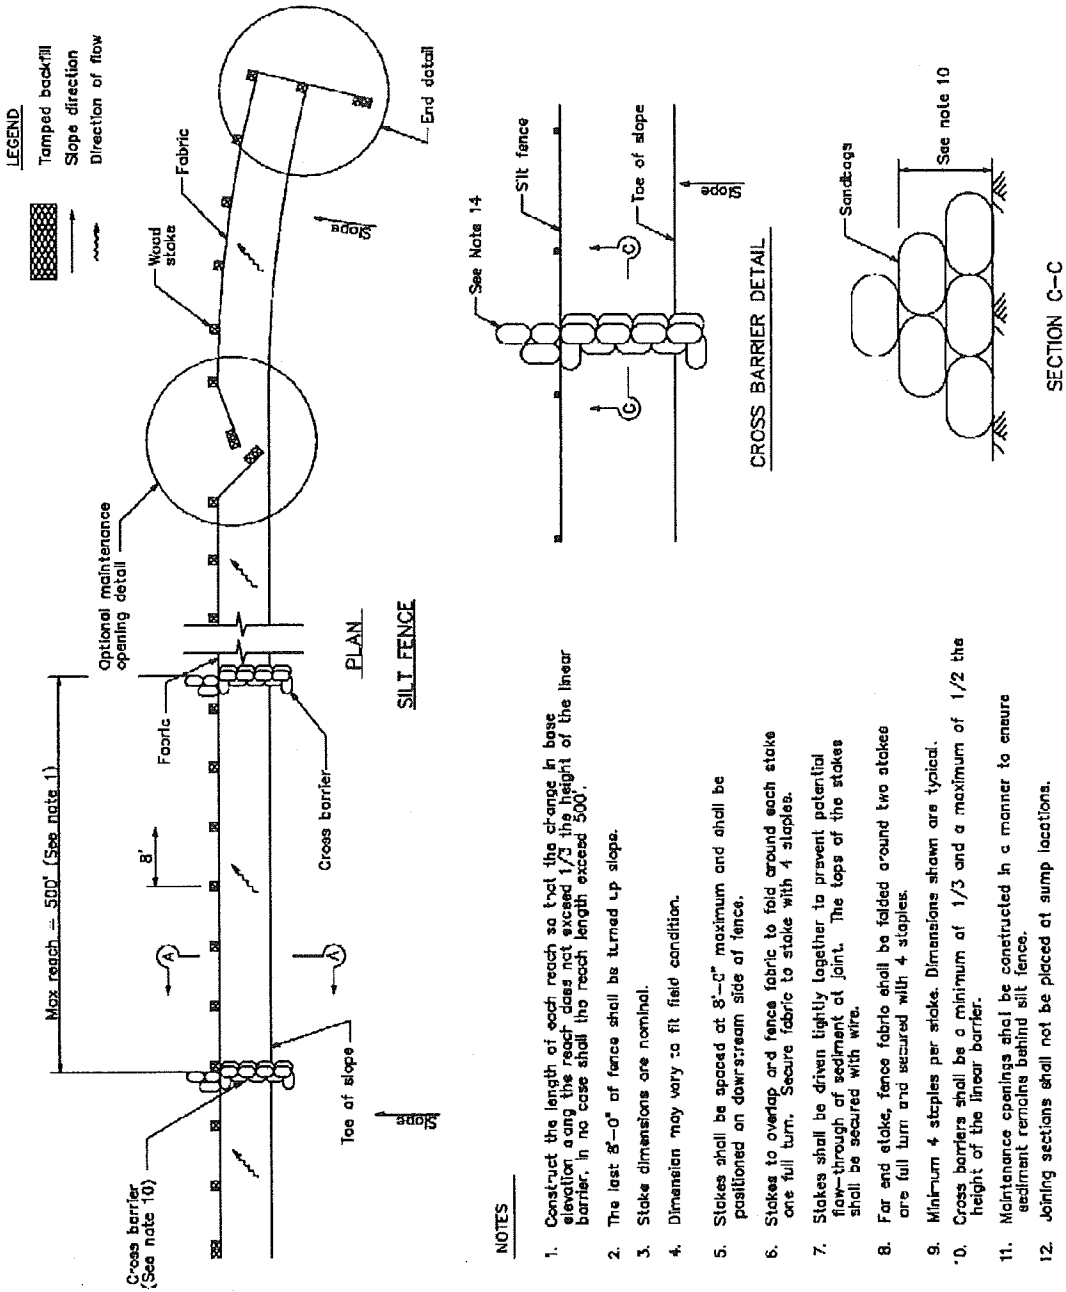 LEGEND
Tamped backfill
Slope direction
Direction of flow
Fabric
Wood
stake
Slope
End detail
Optional maintenance
opening detail
Max reach = 500' (See note 1)
8'
Fabric
Cross barrier
A
A
Toe of slope
Slope
Cross barrier
(See note 10)
PLAN
SILT FENCE
See Note 14
Silt fence
Toe of slope
Slope
C
C
CROSS BARRIER DETAIL
Sandbags
See note 10
SECTION C-C
NOTES
1. Construct the length of each reach so that the change in base
elevation along the reach does not exceed 1/3 the height of the linear
barrier. in no case shall the reach length exceed 500'.
2. The last 8'-0" of fence shall be turned up slope.
3. Stake dimensions are nominal.
4. Dimension may vary to fit field condition.
5. Stakes shall be spaced at 8'-0" maximum and shall be
positioned on downstream side of fence.
6. Stakes to overlap and fence fabric to fold around each stake
one full turn. Secure fabric to stake with 4 staples.
7. Stakes shall be driven tightly together to prevent potential
flow-through of sediment at joint. The tops of the stakes
shall be secured with wire.
8. For end stake, fence fabric shall be folded around two stakes
one full turn and secured with 4 staples.
9. Minimum 4 staples per stake. Dimensions shown are typical.
10. Cross barriers shall be a minimum of 1/3 and a maximum of 1/2 the
height of the linear barrier.
11. Maintenance openings shall be constructed in a manner to ensure
sediment remains behind silt fence.
12. Joining sections shall not be placed at sump locations.